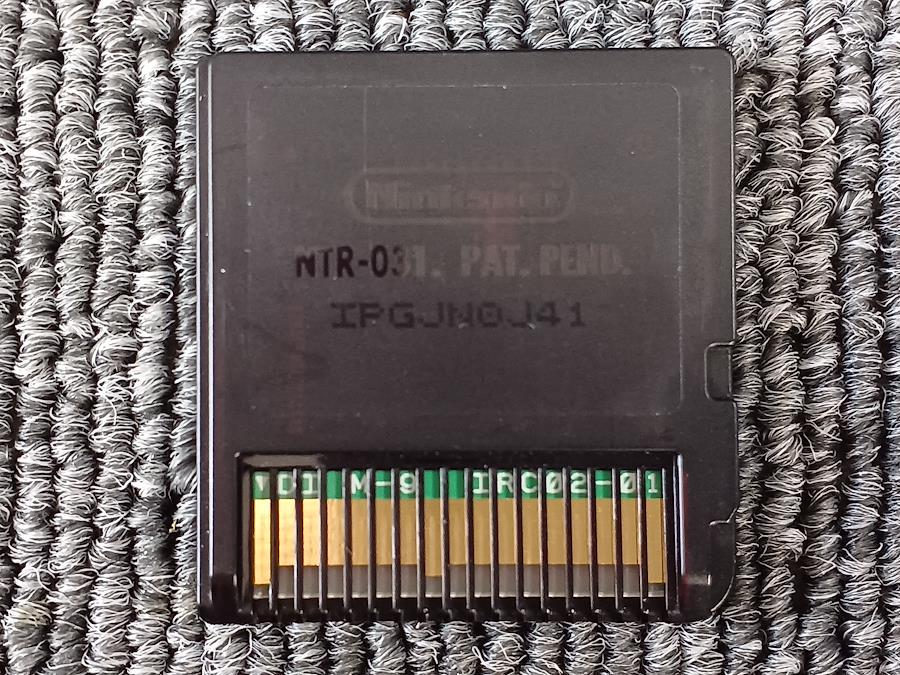 Nintendo
NTR-031. PAT. PEND.
IPGJN0J41
▼DI M-9 IRC02-01